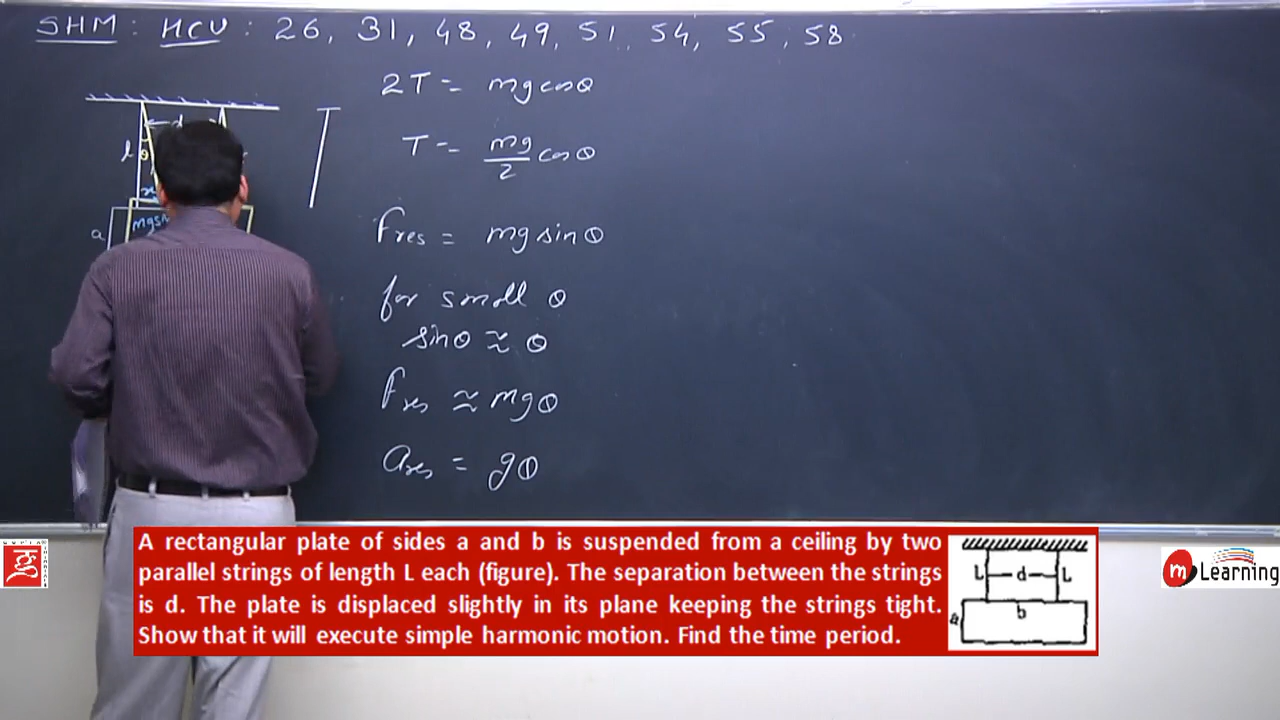 SHM : HCV : 26, 31, 48, 49, 51, 54, 55, 58
d
l θ
x
a mgsin
2T = mg cosθ
T = mg/2 cosθ
Fres = mg sin θ
for small θ
sinθ ≈ θ
Fres ≈ mgθ
ares = gθ
A rectangular plate of sides a and b is suspended from a ceiling by two
parallel strings of length L each (figure). The separation between the strings
is d. The plate is displaced slightly in its plane keeping the strings tight.
Show that it will execute simple harmonic motion. Find the time period.
L d L
b
a
m Learning